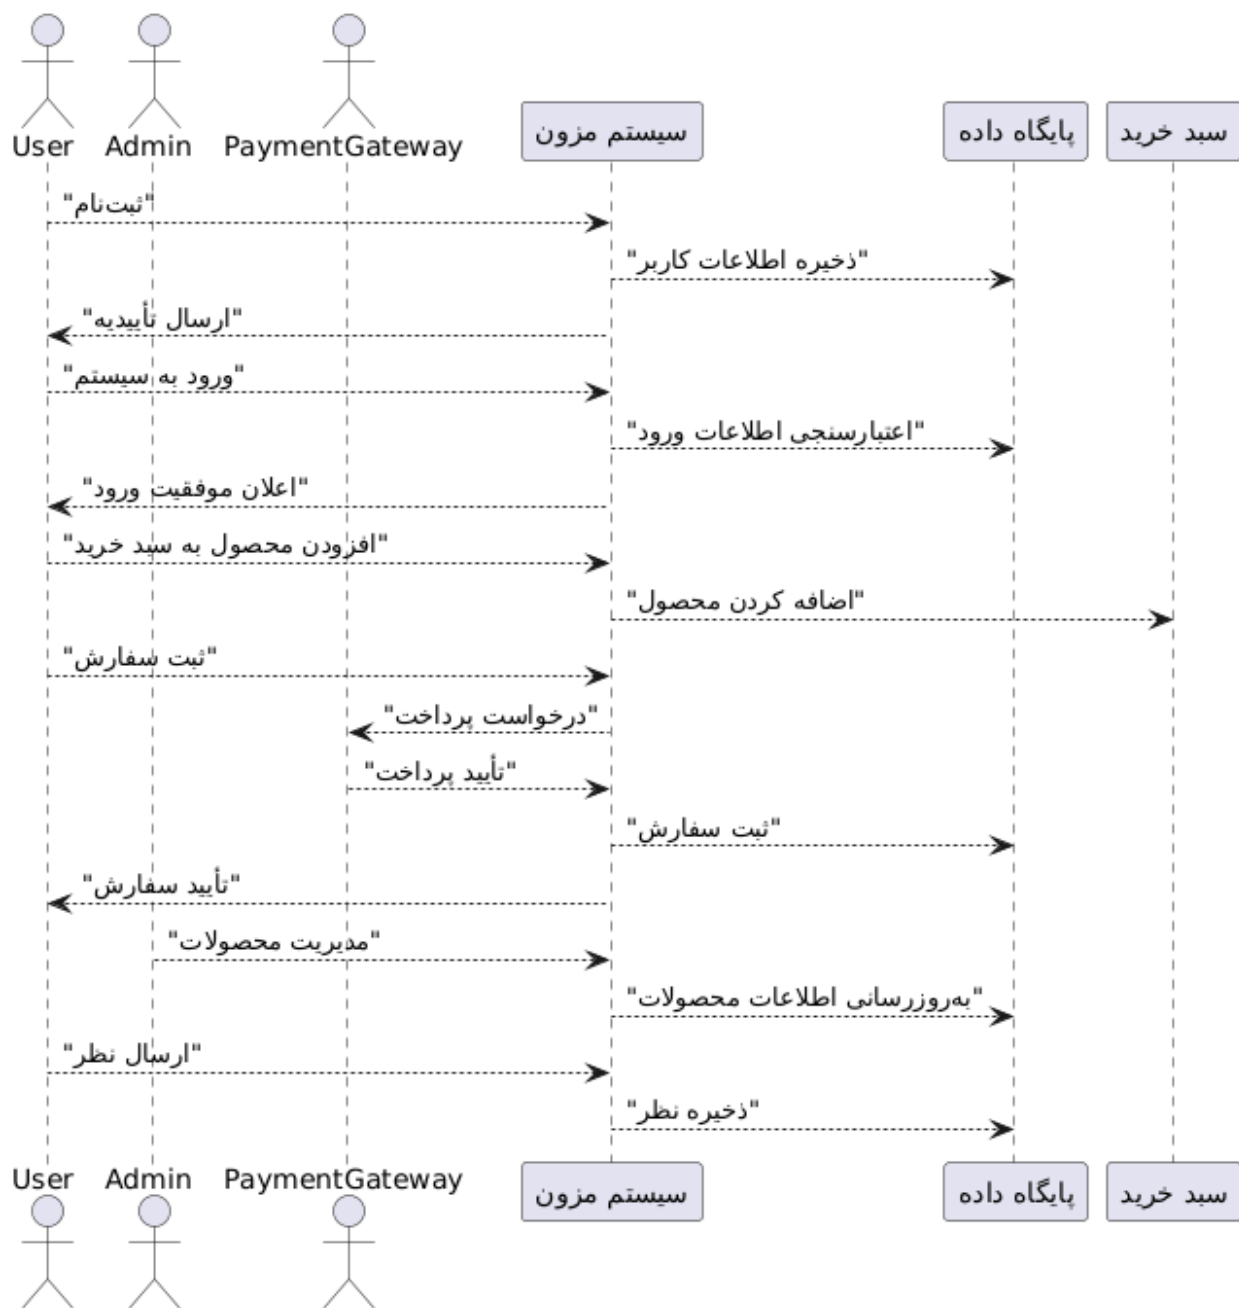 User
Admin
PaymentGateway
سیستم مزون
پایگاه داده
سبد خرید
"ثبت‌نام"
"ذخیره اطلاعات کاربر"
"ارسال تأییدیه"
"ورود به سیستم"
"اعتبارسنجی اطلاعات ورود"
"اعلان موفقیت ورود"
"افزودن محصول به سبد خرید"
"اضافه کردن محصول"
"ثبت سفارش"
"درخواست پرداخت"
"تأیید پرداخت"
"ثبت سفارش"
"تأیید سفارش"
"مدیریت محصولات"
"به‌روزرسانی اطلاعات محصولات"
"ارسال نظر"
"ذخیره نظر"
User
Admin
PaymentGateway
سیستم مزون
پایگاه داده
سبد خرید